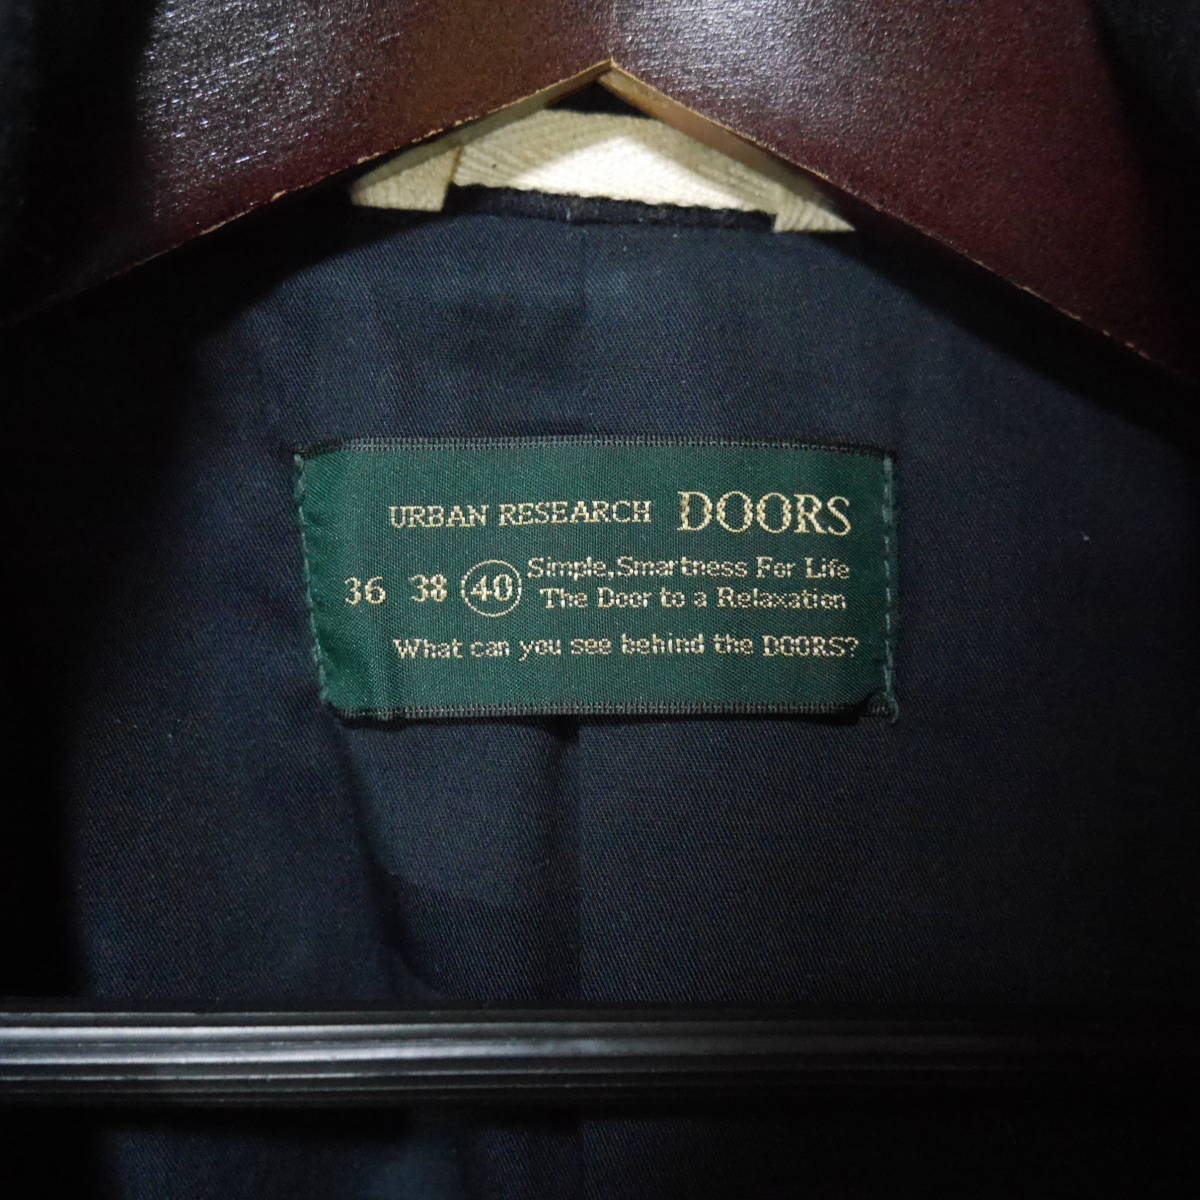 URBAN RESEARCH DOORS
36 38 40
Simple,Smartness For Life
The Door to a Relaxation
What can you see behind the DOORS?